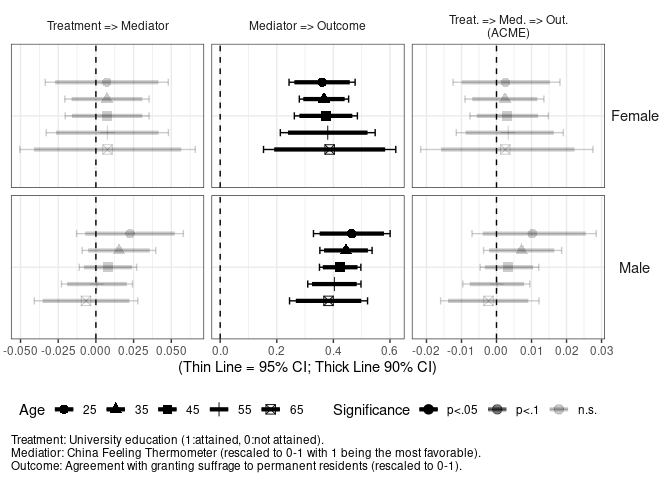 Treatment => Mediator
Mediator => Outcome
Treat. => Med. => Out.
(ACME)
Female
Male
-0.050 -0.025 0.000 0.025 0.050
0.0 0.2 0.4 0.6
-0.02 -0.01 0.00 0.01 0.02 0.03
(Thin Line = 95% CI; Thick Line 90% CI)
Age 25 35 45 55 65 Significance p<.05 p<.1 n.s.
Treatment: University education (1:attained, 0:not attained).
Mediatior: China Feeling Thermometer (rescaled to 0-1 with 1 being the most favorable).
Outcome: Agreement with granting suffrage to permanent residents (rescaled to 0-1).